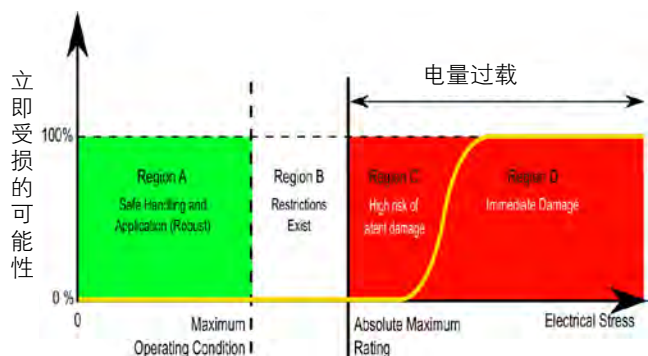 立即受损的可能性
电量过载
100%
Region A
Safe Handling and
Application (Robust)
Region B
Restrictions
Exist
Region C
High risk of
latent damage
Region D
Immediate Damage
0 %
0
Maximum
Operating Condition
Absolute Maximum
Rating
Electrical Stress